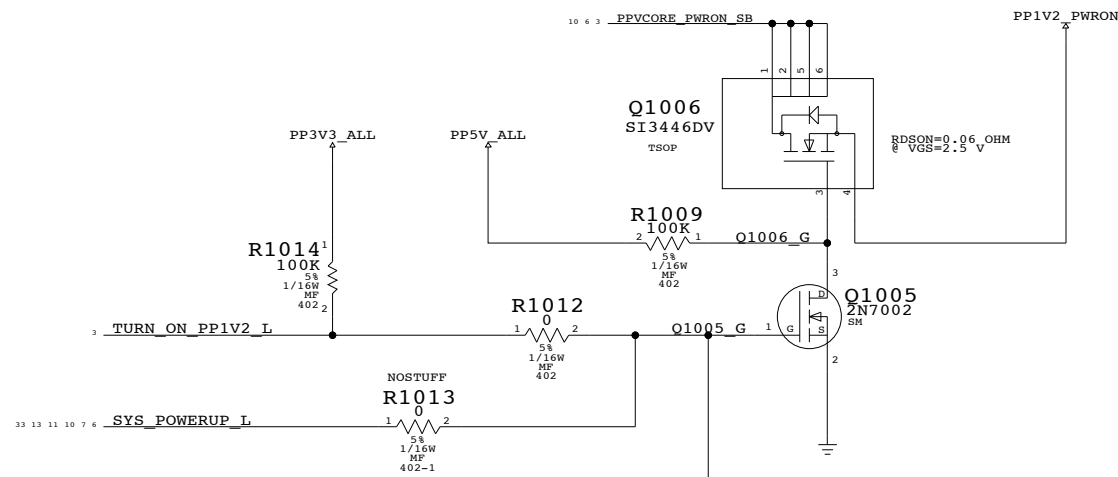 PP1V2_PWRON
10 6 3 PPVCORE_PWRON_SB
1 2 5 6
Q1006
SI3446DV
TSOP
RDSON=0.06 OHM
@ VGS=2.5 V
3 4
PP3V3_ALL
PP5V_ALL
R1009
100K
2 1 Q1006_G
5%
1/16W
MF
402
R1014 1
100K
5%
1/16W
MF
402 2
3
Q1005
2N7002
SM
D
G
S
1
2
R1012
0
3 TURN_ON_PP1V2_L 1 2 Q1005_G
5%
1/16W
MF
402
NOSTUFF
R1013
0
33 13 11 10 7 6 SYS_POWERUP_L 1 2
5%
1/16W
MF
402-1